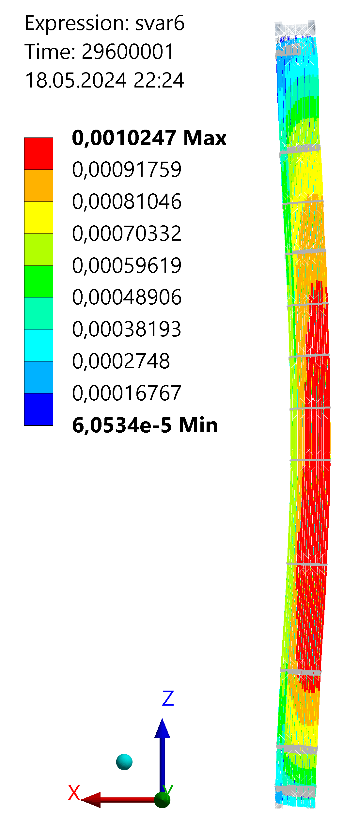 Expression: svar6
Time: 29600001
18.05.2024 22:24
0,0010247 Max
0,00091759
0,00081046
0,00070332
0,00059619
0,00048906
0,00038193
0,0002748
0,00016767
6,0534e-5 Min
Z
X
Y